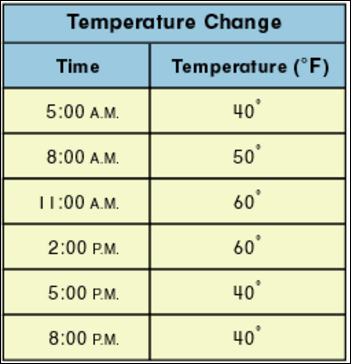 Temperature Change
Time Temperature (°F)
5:00 A.M. 40°
8:00 A.M. 50°
11:00 A.M. 60°
2:00 P.M. 60°
5:00 P.M. 40°
8:00 P.M. 40°